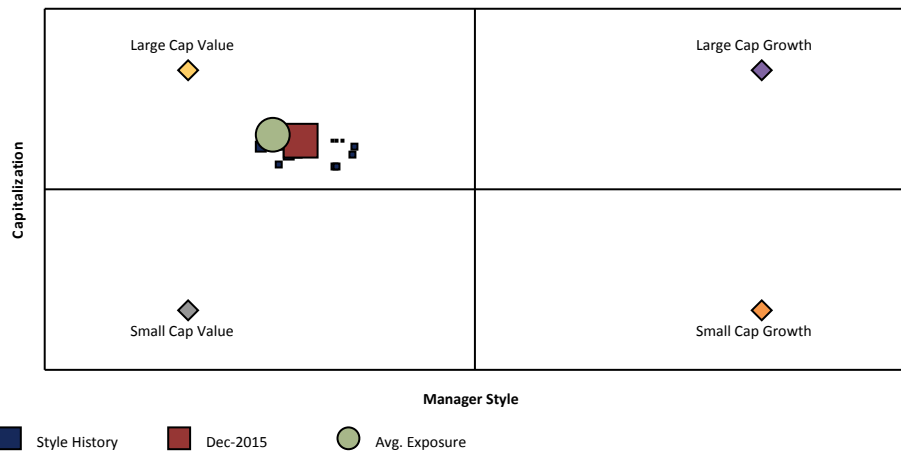 Large Cap Value
Large Cap Growth
Capitalization
Small Cap Value
Small Cap Growth
Manager Style
Style History
Dec-2015
Avg. Exposure